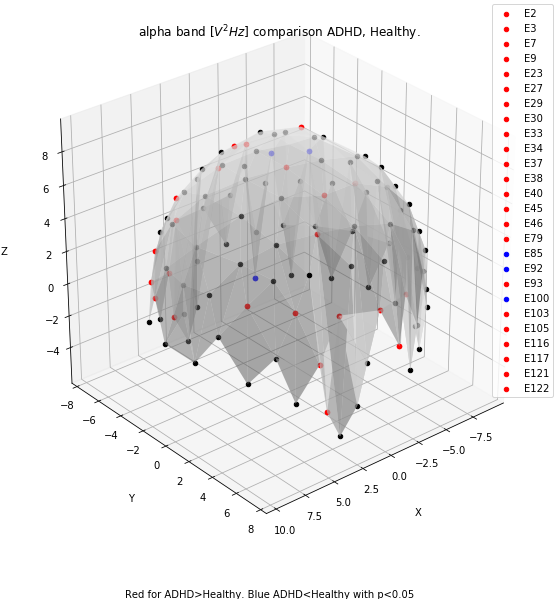 alpha band [V²Hz] comparison ADHD, Healthy.
E2
E3
E7
E9
E23
E27
E29
E30
E33
E34
E37
E38
E40
E45
E46
E79
E85
E92
E93
E100
E103
E105
E116
E117
E121
E122
Z
8
6
4
2
0
−2
−4
−8
−6
−4
−2
0
2
4
6
8
Y
10.0
7.5
5.0
2.5
0.0
−2.5
−5.0
−7.5
X
Red for ADHD>Healthy. Blue ADHD<Healthy with p<0.05